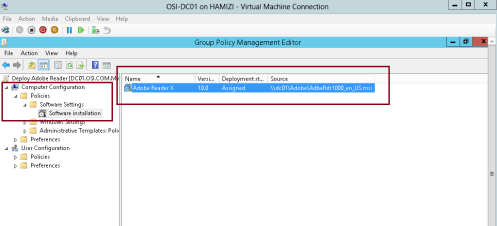 OSI-DC01 on HAMIZI - Virtual Machine Connection
File Action Media Clipboard View Help
Group Policy Management Editor
File Action View Help
Deploy Adobe Reader [DC01.OSI.COM.MY
Computer Configuration
Policies
Software Settings
Software installation
Windows Settings
Administrative Templates: Poli
Preferences
User Configuration
Policies
Preferences
Name Versi... Deployment st... Source
Adobe Reader X 10.0 Assigned \\dc01\Adobe\AdbeRdr1000_en_US.msi